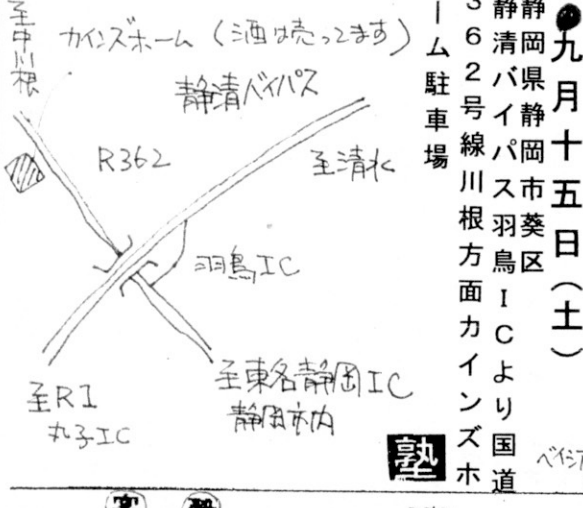 ●九月十五日(土)
静岡県静岡市葵区
静清バイパス羽鳥ICより国道
362号線川根方面カインズホ
ーム駐車場
至中川根
カインズホーム(酒は売ってます)
静清バイパス
R362
至清水
羽鳥IC
至東名静岡IC
静岡市内
至R1
丸子IC
塾
ベイシア